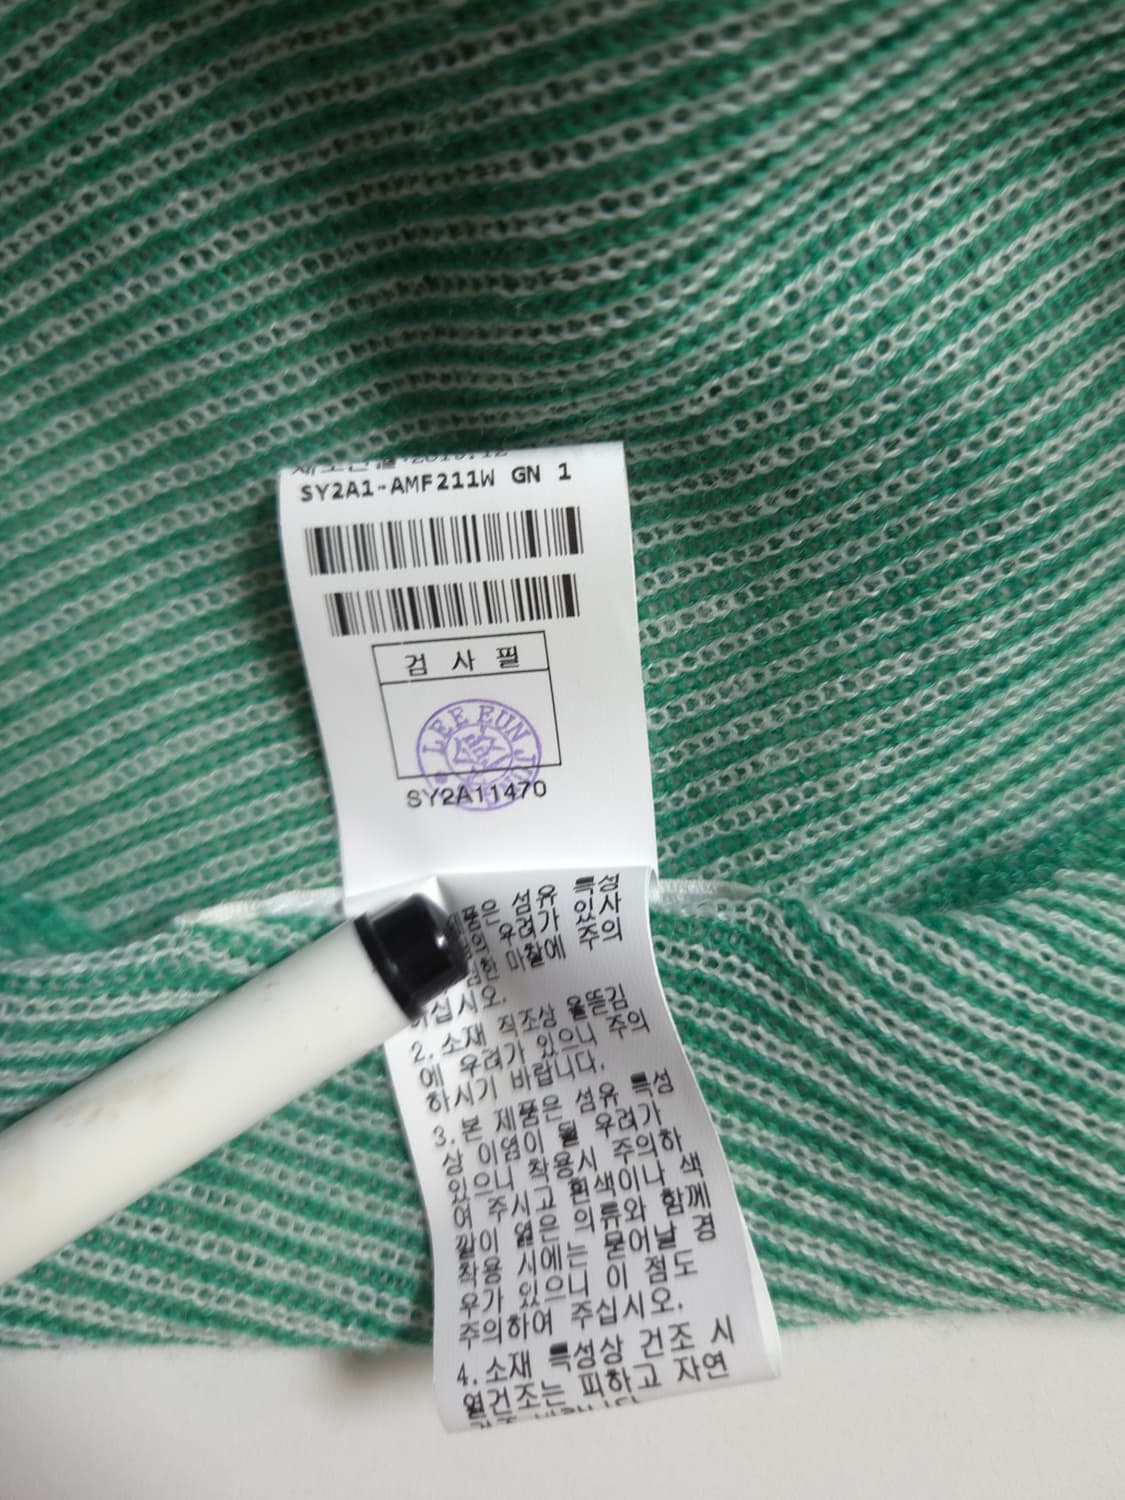 SY2A1-AMF211W GN 1
검 사 필
LEE EUN
SY2A11470
은 섬유 특성
우려가 있사
마찰에 주의
하십시오.
2.소재 직조상 올뜯김
에 우려가 있으니 주의
하시기 바랍니다.
3.본 제품은 섬유 특성
상 이염이 될 우려가
있으니 착용시 주의하
여 주시고 흰색이나 색
깔이 엷은 의류와 함께
착용 시에는 묻어날 경
우가 있으니 이 점도
주의하여 주십시오.
4.소재 특성상 건조 시
열건조는 피하고 자연